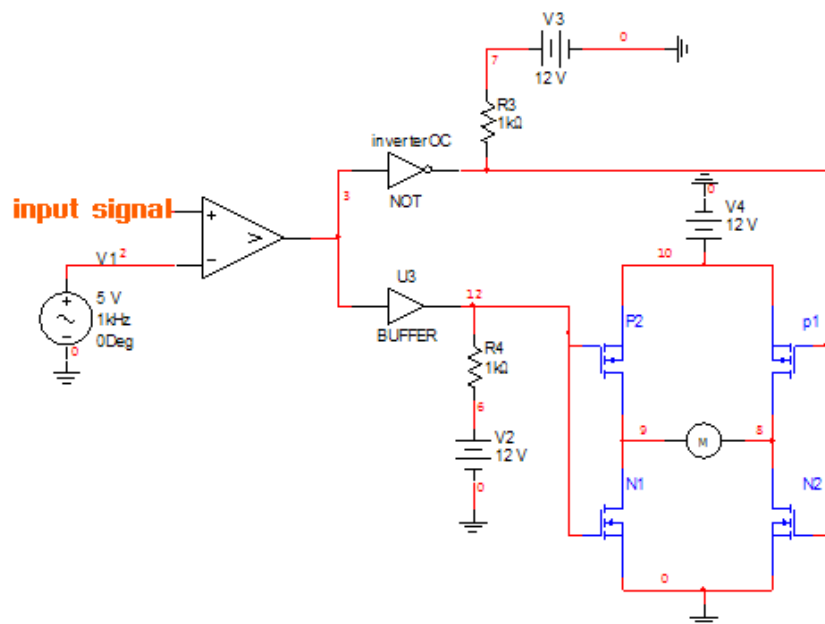 V3
0
7
12 V
R3
1kΩ
inverterOC
3
NOT
0
V4
12 V
input signal
+
−
>
V1
2
5 V
1kHz
0Deg
0
10
U3
12
BUFFER
P2
p1
R4
1kΩ
6
9
M
8
V2
12 V
N1
N2
0
0